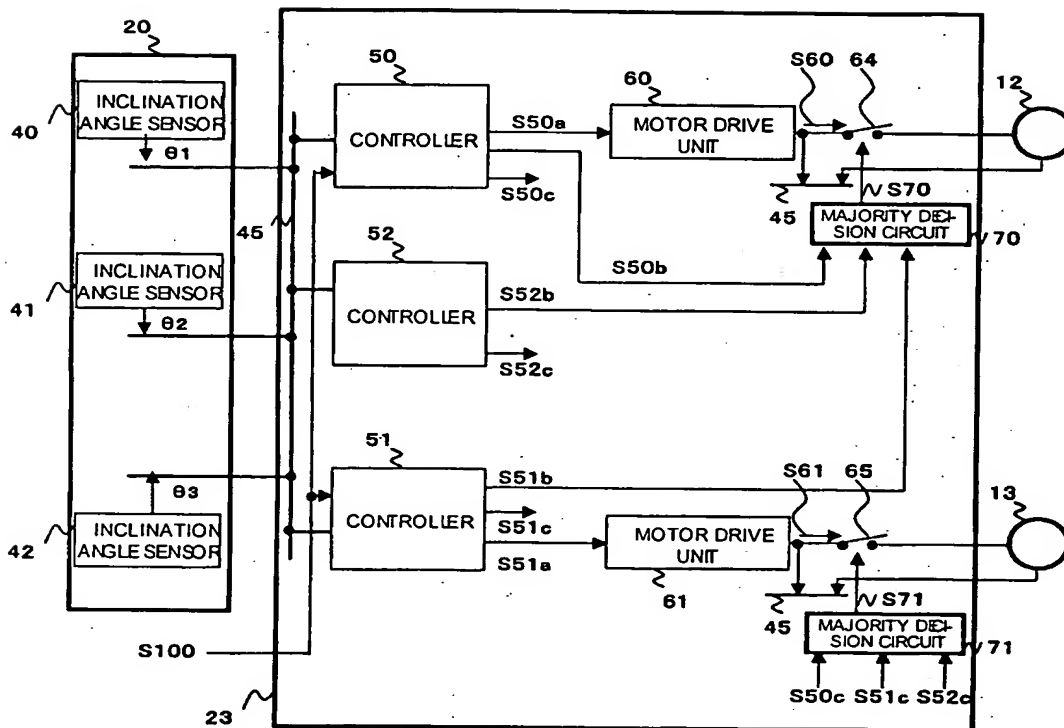 20
INCLINATION
ANGLE SENSOR
40
θ1
INCLINATION
ANGLE SENSOR
41
θ2
θ3
INCLINATION
ANGLE SENSOR
42
45
S100
23
50
CONTROLLER
S50a
S50c
S50b
52
CONTROLLER
S52b
S52c
51
CONTROLLER
S51b
S51c
S51a
60
MOTOR DRIVE
UNIT
S60
64
12
45
S70
MAJORITY DECI-
SION CIRCUIT
70
MOTOR DRIVE
UNIT
61
S61
65
13
45
S71
MAJORITY DECI-
SION CIRCUIT
71
S50c
S51c
S52c